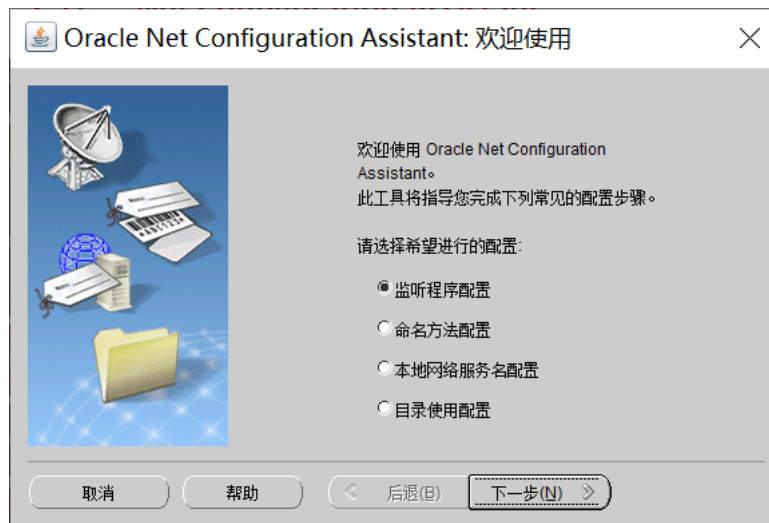 Oracle Net Configuration Assistant: 欢迎使用
欢迎使用 Oracle Net Configuration
Assistant。
此工具将指导您完成下列常见的配置步骤。
请选择希望进行的配置:
监听程序配置
命名方法配置
本地网络服务名配置
目录使用配置
取消
帮助
后退(B)
下一步(N)